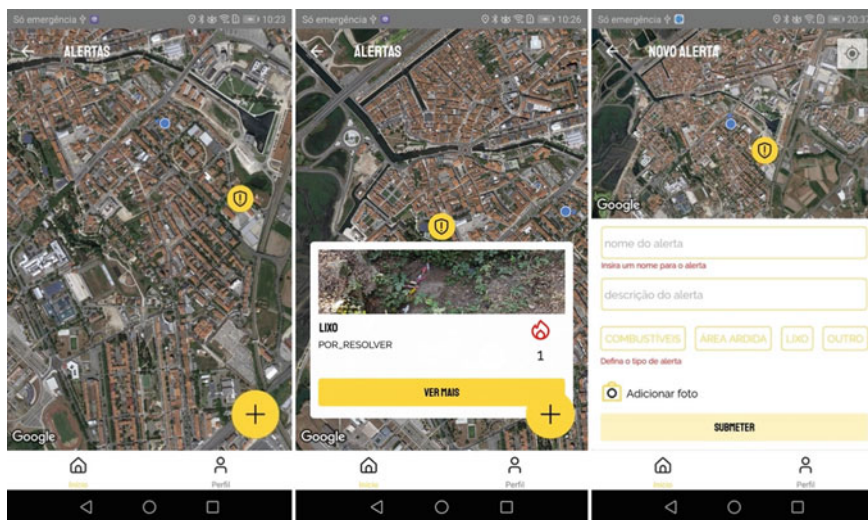 Só emergência
10:23
ALERTAS
Google
Início
Perfil
Só emergência
10:26
ALERTAS
LIXO
POR_RESOLVER
1
VER MAIS
Google
Início
Perfil
Só emergência
20:33
NOVO ALERTA
Google
nome do alerta
Insira um nome para o alerta
descrição do alerta
COMBUSTÍVEIS ÁREA ARDIDA LIXO OUTRO
Defina o tipo de alerta
Adicionar foto
SUBMETER
Início
Perfil